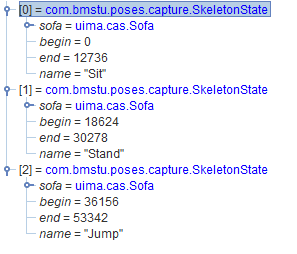 [0] = com.bmstu.poses.capture.SkeletonState
sofa = uima.cas.Sofa
begin = 0
end = 12736
name = "Sit"
[1] = com.bmstu.poses.capture.SkeletonState
sofa = uima.cas.Sofa
begin = 18624
end = 30278
name = "Stand"
[2] = com.bmstu.poses.capture.SkeletonState
sofa = uima.cas.Sofa
begin = 36156
end = 53342
name = "Jump"